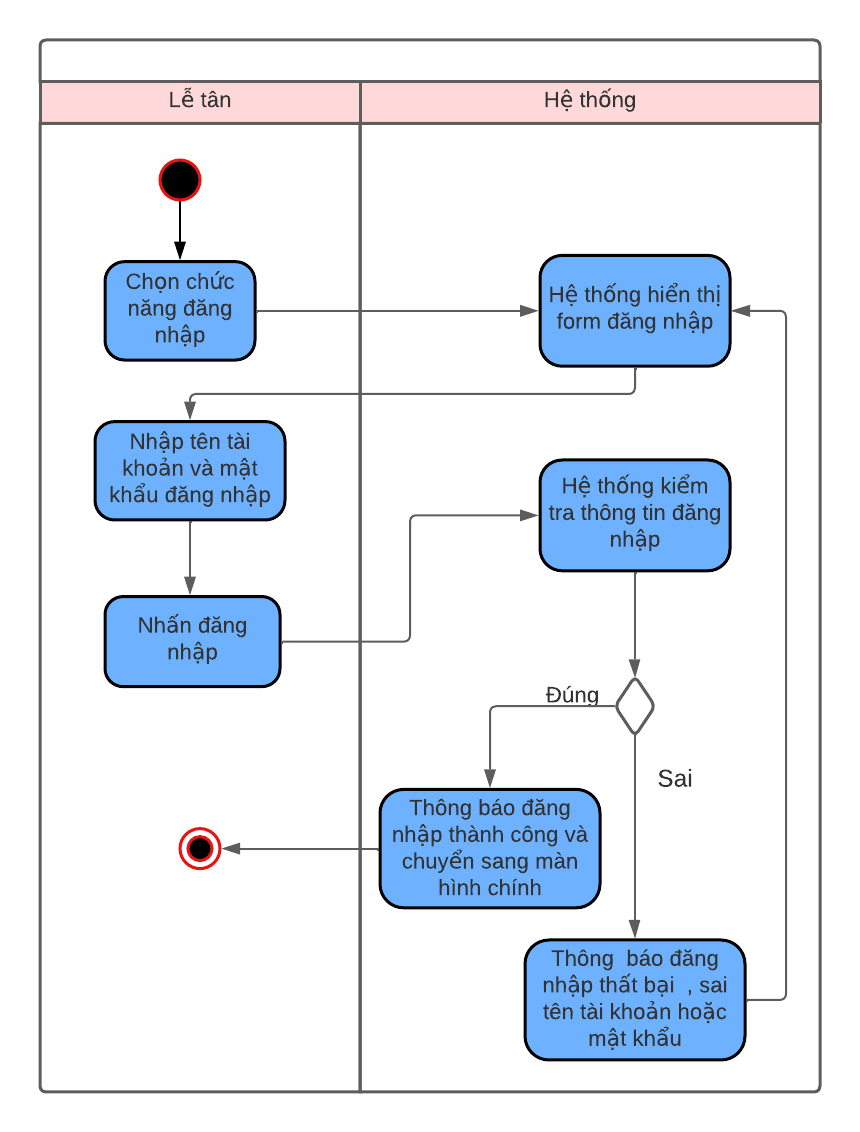 Lễ tân
Hệ thống
Chọn chức
năng đăng
nhập
Hệ thống hiển thị
form đăng nhập
Nhập tên tài
khoản và mật
khẩu đăng nhập
Hệ thống kiểm
tra thông tin đăng
nhập
Nhấn đăng
nhập
Đúng
Sai
Thông báo đăng
nhập thành công và
chuyển sang màn
hình chính
Thông  báo đăng
nhập thất bại  , sai
tên tài khoản hoặc
mật khẩu